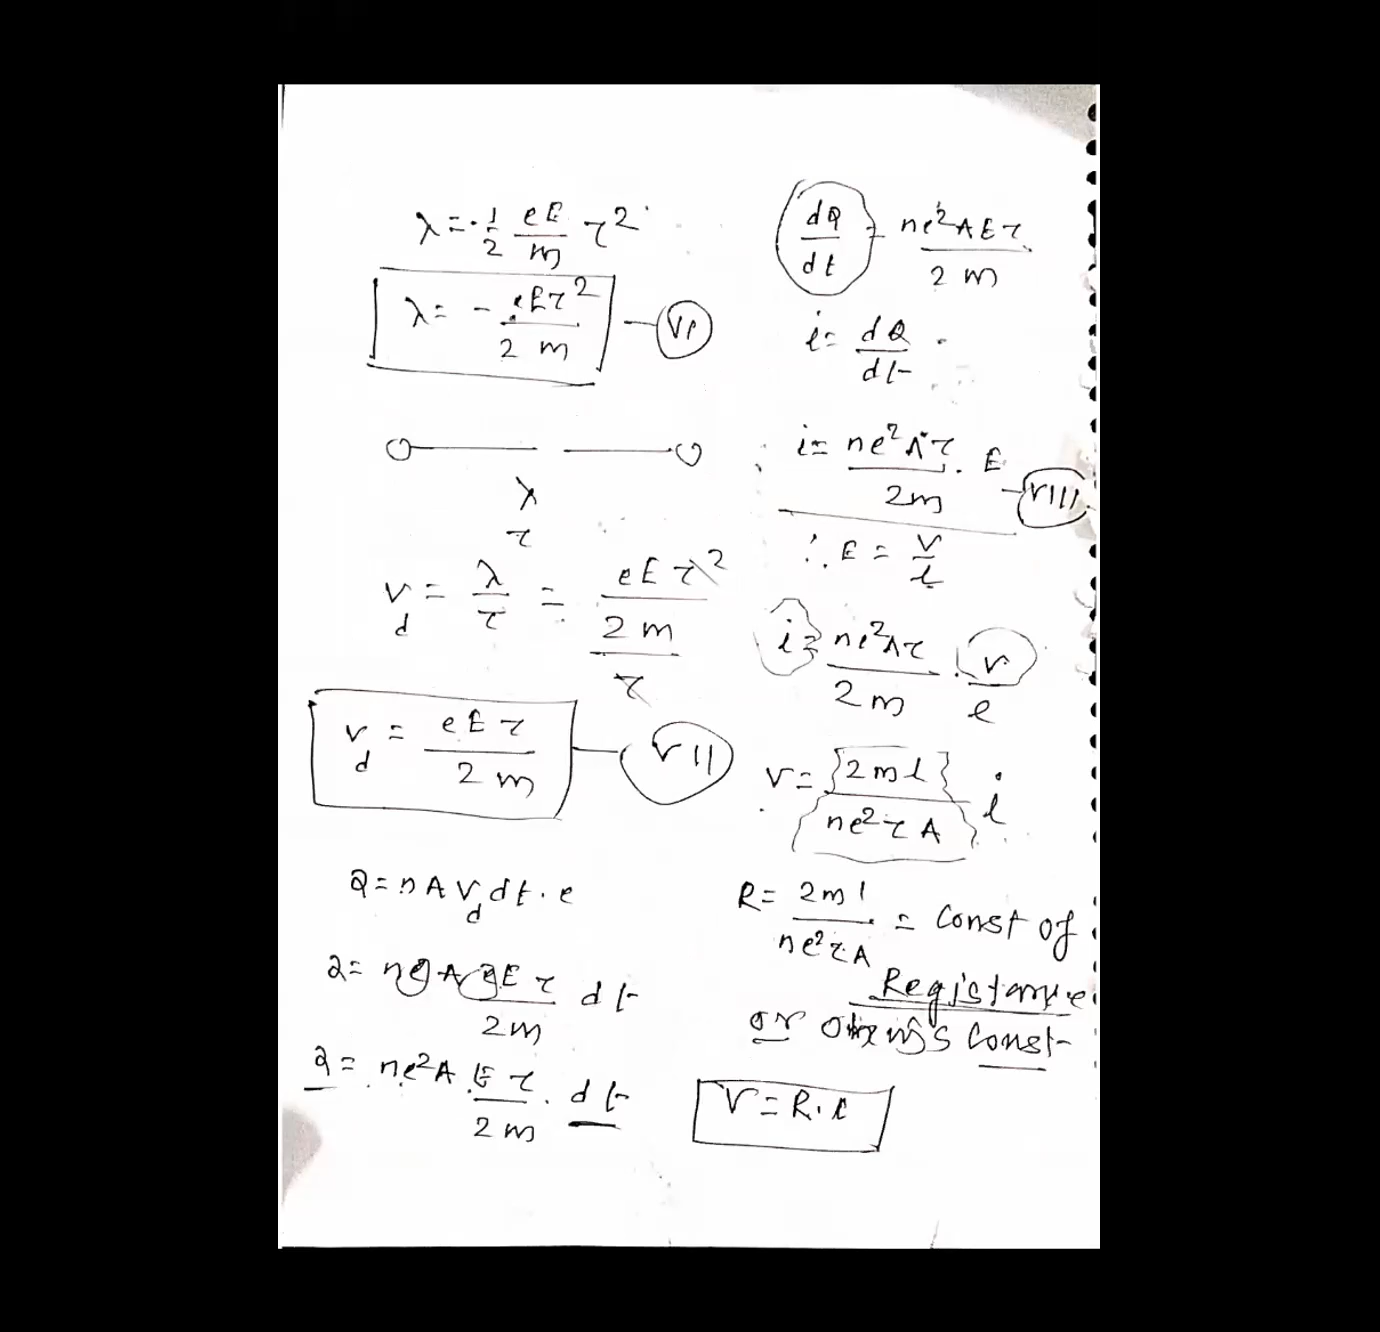 λ = -1/2 eE/m τ²
λ = - eEτ²/2m — VI
λ
τ
v_d = λ/τ = eEτ²/2m/τ
v_d = eEτ/2m — VII
Q = nAv_d dt.e
Q = neA eEτ/2m dt
Q = ne²A Eτ/2m . dt
dQ/dt = ne²AEτ/2m
i = dQ/dt
i = ne²Aτ/2m . E — VIII
∴ E = V/l
i = ne²Aτ/2m . V/l
V = {2ml/ne²τA} i
R = 2ml/ne²τA = Const of
Registance
or Ohm's Const
V = R.i